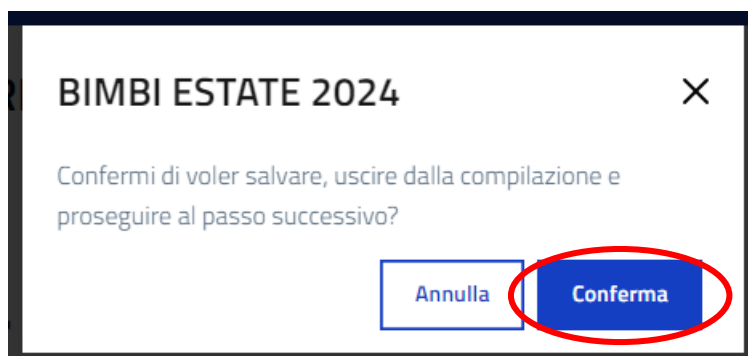 BIMBI ESTATE 2024
Confermi di voler salvare, uscire dalla compilazione e
proseguire al passo successivo?
Annulla
Conferma